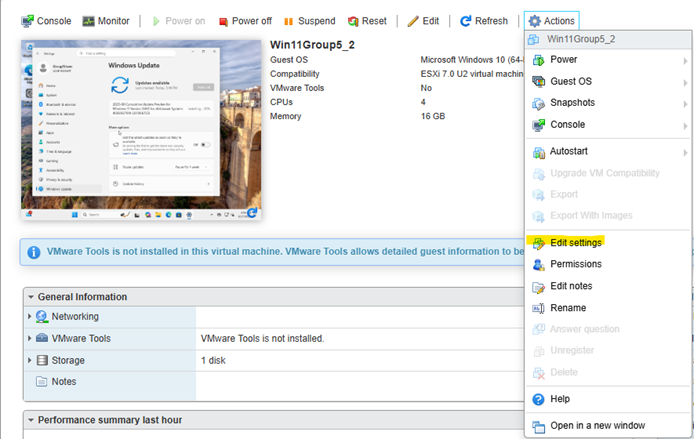 Console Monitor Power on Power off Suspend Reset Edit Refresh Actions
Win11Group5_2
Guest OS Microsoft Windows 10 (64-
Compatibility ESXi 7.0 U2 virtual machin
VMware Tools No
CPUs 4
Memory 16 GB
Windows Update
Updates available
More options
Windows update
VMware Tools is not installed in this virtual machine. VMware Tools allows detailed guest information to be
General Information
Networking
VMware Tools VMware Tools is not installed.
Storage 1 disk
Notes
Performance summary last hour
Win11Group5_2
Power
Guest OS
Snapshots
Console
Autostart
Upgrade VM Compatibility
Export
Export With Images
Edit settings
Permissions
Edit notes
Rename
Answer question
Unregister
Delete
Help
Open in a new window